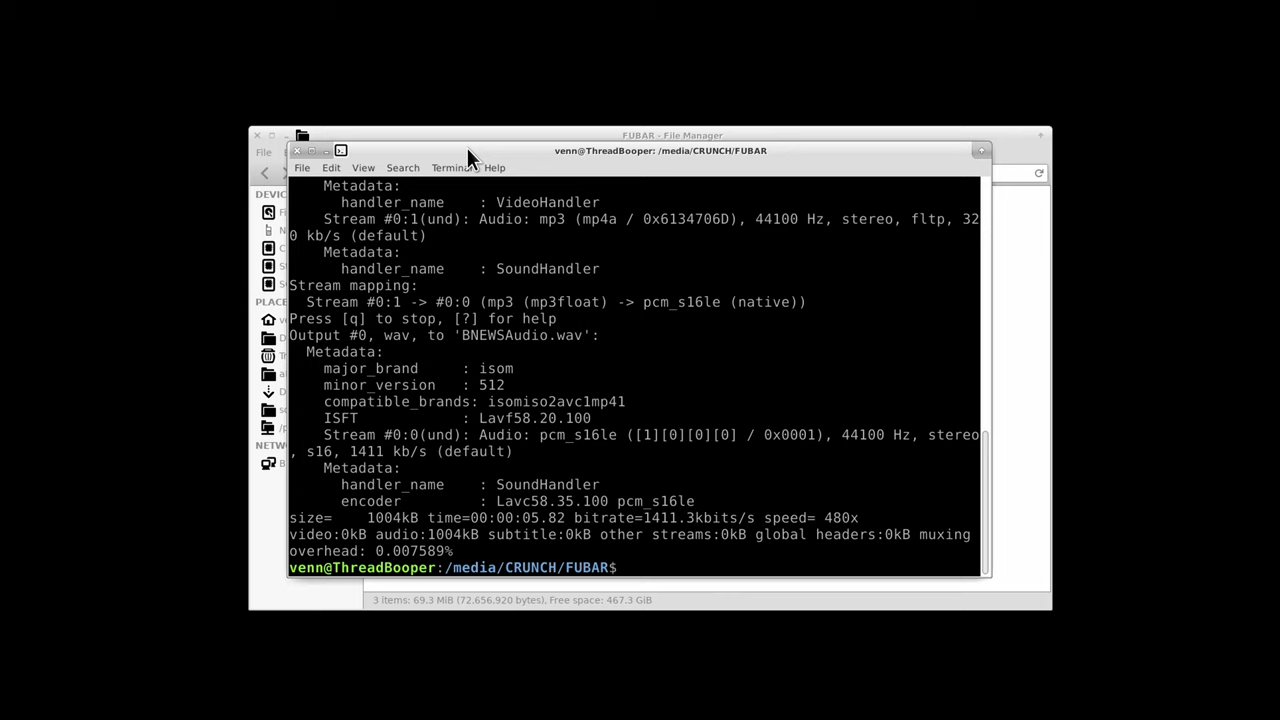 FUBAR - File Manager
venn@ThreadBooper: /media/CRUNCH/FUBAR
File
File Edit View Search Terminal Help
DEVIC
PLACE
NETW
    Metadata:
      handler_name    : VideoHandler
    Stream #0:1(und): Audio: mp3 (mp4a / 0x6134706D), 44100 Hz, stereo, fltp, 32
0 kb/s (default)
    Metadata:
      handler_name    : SoundHandler
Stream mapping:
  Stream #0:1 -> #0:0 (mp3 (mp3float) -> pcm_s16le (native))
Press [q] to stop, [?] for help
Output #0, wav, to 'BNEWSAudio.wav':
  Metadata:
    major_brand     : isom
    minor_version   : 512
    compatible_brands: isomiso2avc1mp41
    ISFT            : Lavf58.20.100
    Stream #0:0(und): Audio: pcm_s16le ([1][0][0][0] / 0x0001), 44100 Hz, stereo
, s16, 1411 kb/s (default)
    Metadata:
      handler_name    : SoundHandler
      encoder         : Lavc58.35.100 pcm_s16le
size=    1004kB time=00:00:05.82 bitrate=1411.3kbits/s speed= 480x
video:0kB audio:1004kB subtitle:0kB other streams:0kB global headers:0kB muxing
overhead: 0.007589%
venn@ThreadBooper:/media/CRUNCH/FUBAR$
3 items: 69.3 MiB (72.656.920 bytes), Free space: 467.3 GiB